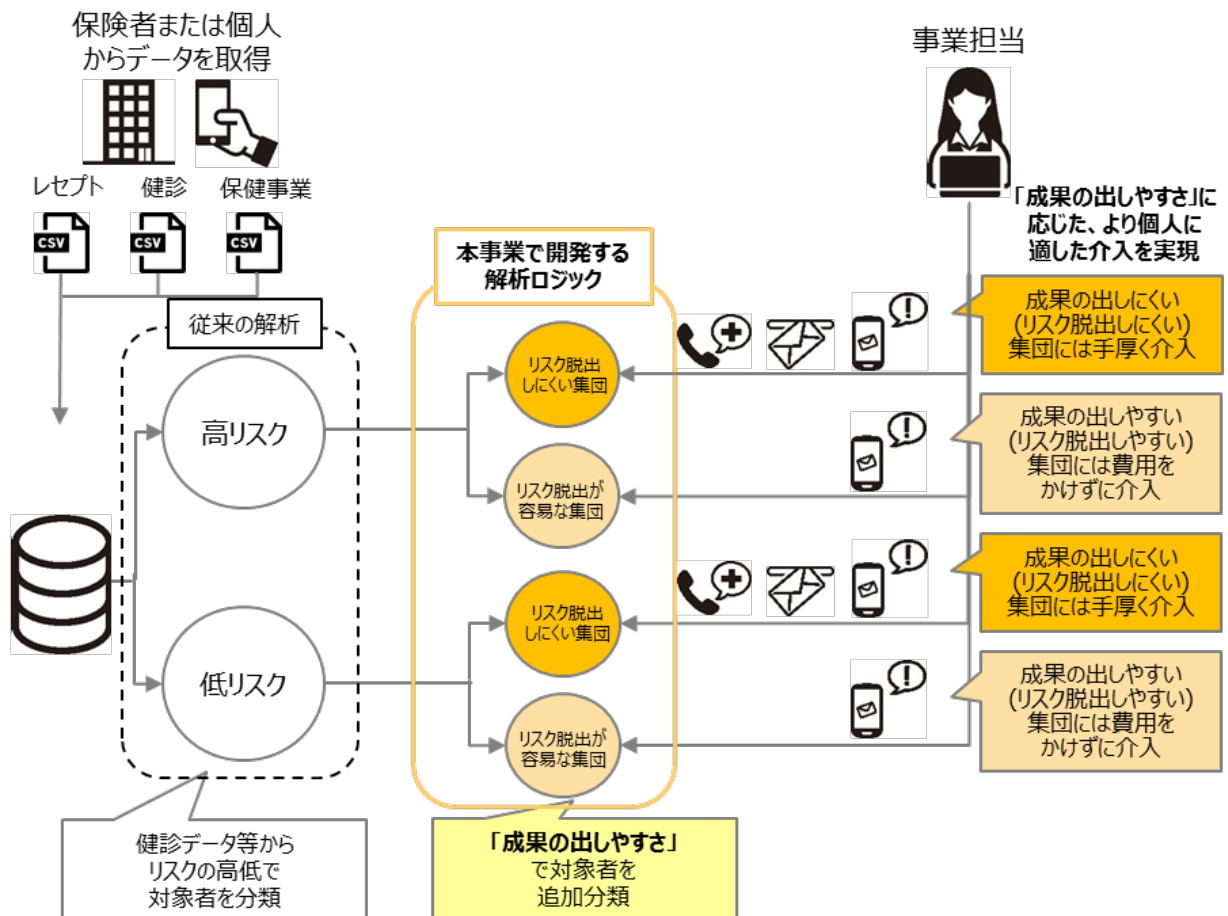 保険者または個人
からデータを取得
レセプト
健診
保健事業
CSV
CSV
CSV
従来の解析
高リスク
低リスク
健診データ等から
リスクの高低で
対象者を分類
本事業で開発する
解析ロジック
リスク脱出
しにくい集団
リスク脱出が
容易な集団
リスク脱出
しにくい集団
リスク脱出が
容易な集団
「成果の出しやすさ」
で対象者を
追加分類
事業担当
「成果の出しやすさ」に
応じた、より個人に
適した介入を実現
成果の出しにくい
(リスク脱出しにくい)
集団には手厚く介入
成果の出しやすい
(リスク脱出しやすい)
集団には費用を
かけずに介入
成果の出しにくい
(リスク脱出しにくい)
集団には手厚く介入
成果の出しやすい
(リスク脱出しやすい)
集団には費用を
かけずに介入